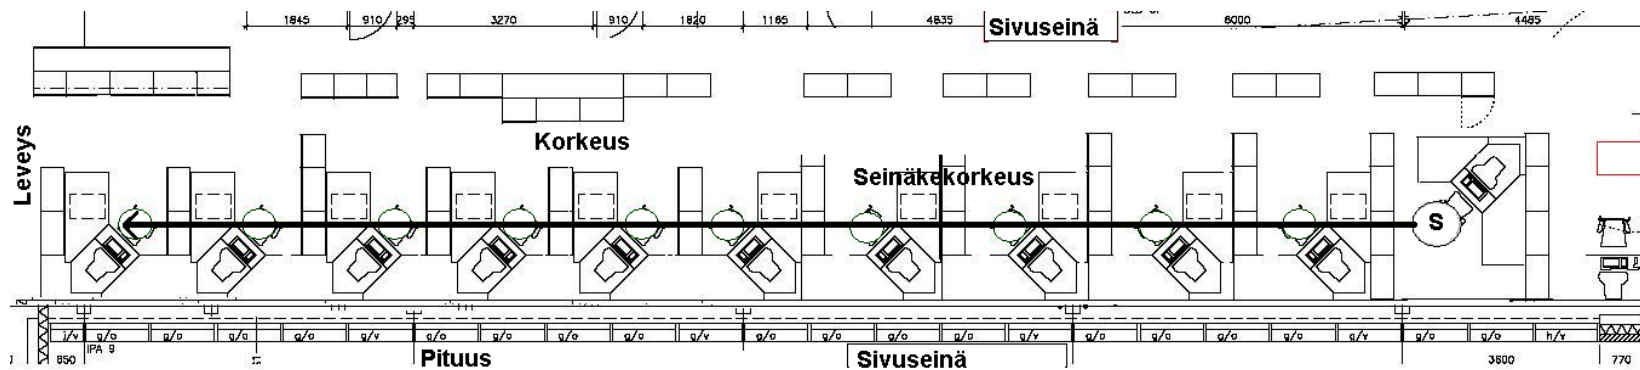 1845 910 295 3270 910 1820 1165 4835 6000 4485
Sivuseinä
Korkeus
Leveys
Seinäkekorkeus
S
g/o g/o g/o g/v g/o g/o g/o g/o g/v g/o g/o g/o g/o g/v g/o g/o g/o g/o g/v g/o g/o h/v
IPA 9
650 Pituus Sivuseinä 3600 770